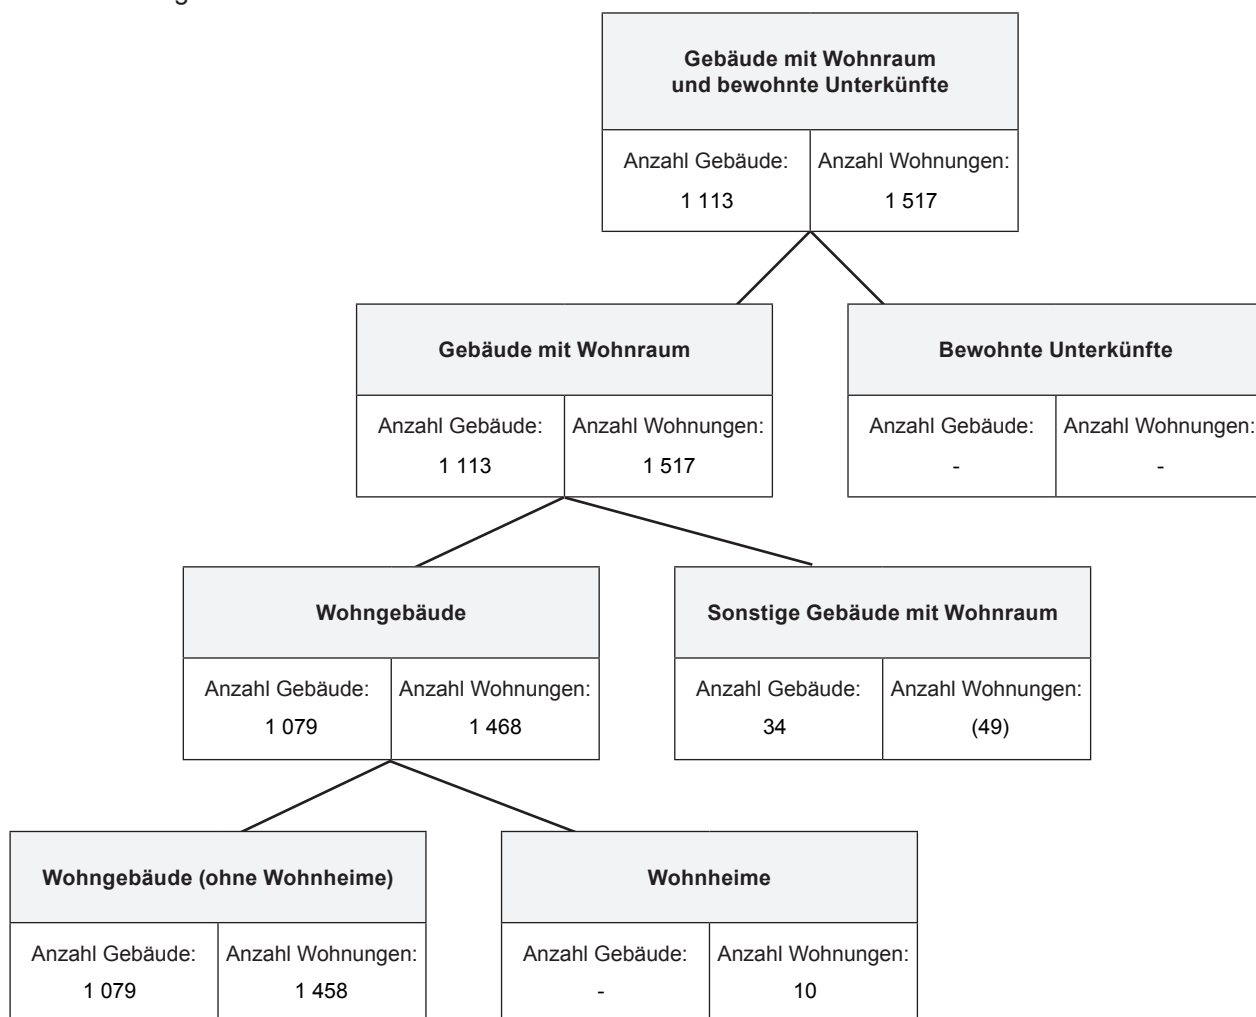 Gebäude mit Wohnraum
und bewohnte Unterkünfte
Anzahl Gebäude: Anzahl Wohnungen:
1 113 1 517
Gebäude mit Wohnraum
Anzahl Gebäude: Anzahl Wohnungen:
1 113 1 517
Bewohnte Unterkünfte
Anzahl Gebäude: Anzahl Wohnungen:
- -
Wohngebäude
Anzahl Gebäude: Anzahl Wohnungen:
1 079 1 468
Sonstige Gebäude mit Wohnraum
Anzahl Gebäude: Anzahl Wohnungen:
34 (49)
Wohngebäude (ohne Wohnheime)
Anzahl Gebäude: Anzahl Wohnungen:
1 079 1 458
Wohnheime
Anzahl Gebäude: Anzahl Wohnungen:
- 10